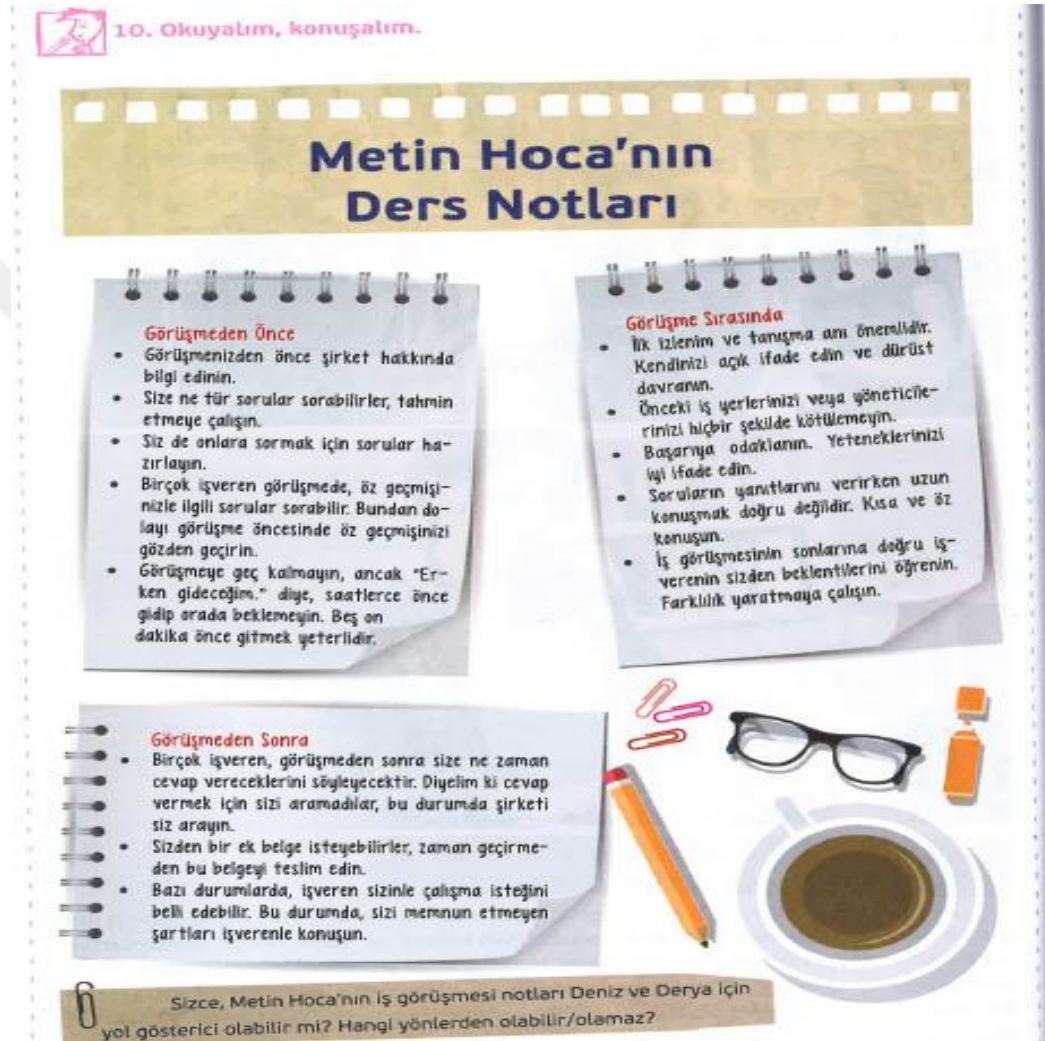 10. Okuyalım, konuşalım.
Metin Hoca'nın
Ders Notları
Görüşmeden Önce
• Görüşmenizden önce şirket hakkında
bilgi edinin.
• Size ne tür sorular sorabilirler, tahmin
etmeye çalışın.
• Siz de onlara sormak için sorular ha-
zırlayın.
• Birçok işveren görüşmede, öz geçmişi-
nizle ilgili sorular sorabilir. Bundan do-
layı görüşme öncesinde öz geçmişinizi
gözden geçirin.
• Görüşmeye geç kalmayın, ancak "Er-
ken gideceğim." diye, saatlerce önce
gidip orada beklemeyin. Beş on
dakika önce gitmek yeterlidir.
Görüşme Sırasında
• İlk izlenim ve tanışma anı önemlidir.
Kendinizi açık ifade edin ve dürüst
davranın.
• Önceki iş yerlerinizi veya yöneticile-
rinizi hiçbir şekilde kötülemeyin.
• Başarıya odaklanın. Yeteneklerinizi
iyi ifade edin.
• Soruların yanıtlarını verirken uzun
konuşmak doğru değildir. Kısa ve öz
konuşun.
• İş görüşmesinin sonlarına doğru iş-
verenin sizden beklentilerini öğrenin.
Farklılık yaratmaya çalışın.
Görüşmeden Sonra
• Birçok işveren, görüşmeden sonra size ne zaman
cevap vereceklerini söyleyecektir. Diyelim ki cevap
vermek için sizi aramadılar, bu durumda şirketi
siz arayın.
• Sizden bir ek belge isteyebilirler, zaman geçirme-
den bu belgeyi teslim edin.
• Bazı durumlarda, işveren sizinle çalışma isteğini
belli edebilir. Bu durumda, sizi memnun etmeyen
şartları işverenle konuşun.
Sizce, Metin Hoca'nın iş görüşmesi notları Deniz ve Derya için
yol gösterici olabilir mi? Hangi yönlerden olabilir/olamaz?